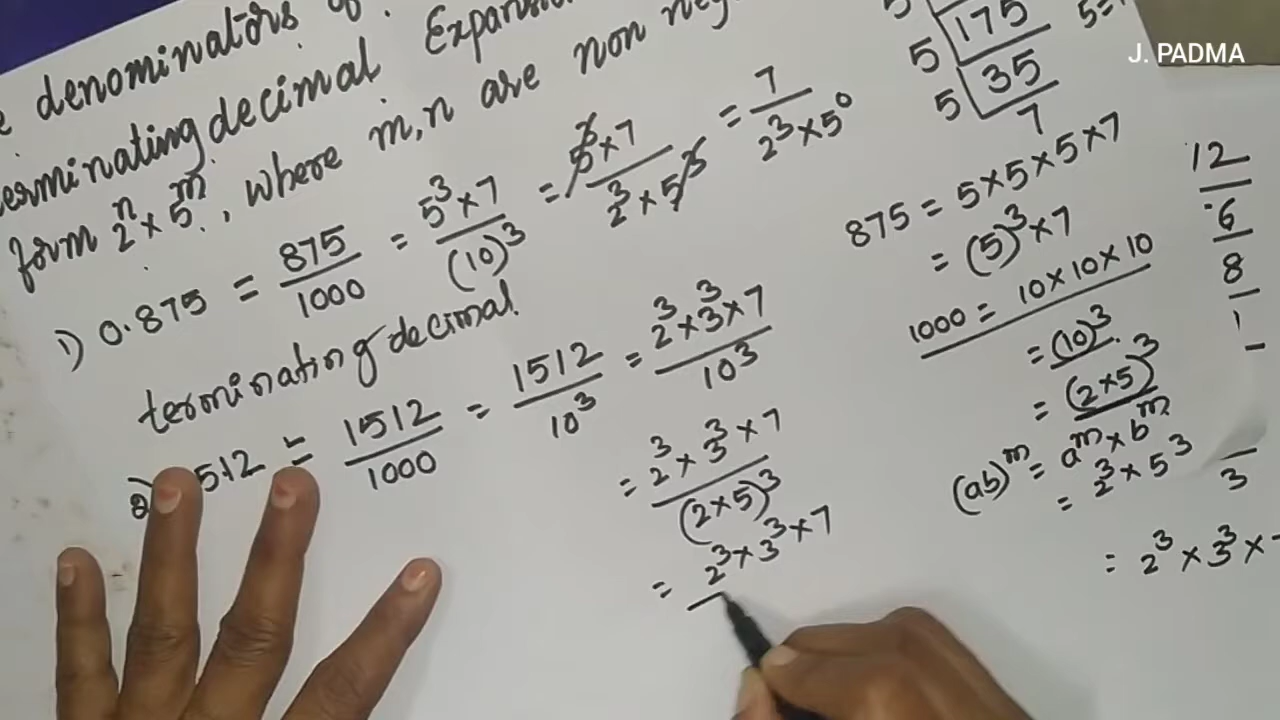 denominators of
terminating decimal Expans
form 2^n × 5^m, where m,n are non neg
1) 0.875 = 875/1000 = 5^3×7/(10)^3 = 5^3×7/2^3×5^3 = 7/2^3×5^0
terminating decimal.
2) 512 = 1512/1000 = 1512/10^3 = 2^3×3^3×7/10^3
= 2^3×3^3×7/(2×5)^3
= 2^3×3^3×7
5 175
5 35
5 7
875 = 5×5×5×7
= (5)^3×7
1000 = 10×10×10
= (10)^3
= (2×5)^3
(ab)^m = a^m×b^m
= 2^3×5^3
= 2^3×3^3×
12
6
8
1
3
J. PADMA